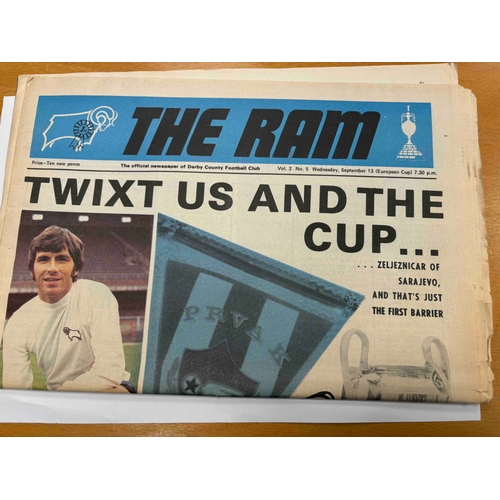 THE RAM
Price—Ten new pence
The official newspaper of Derby County Football Club
Vol. 2 No. 5 Wednesday, September 13 (European Cup) 7.30 p.m.
TWIXT US AND THE
CUP...
... ZELJEZNICAR OF
SARAJEVO,
AND THAT'S JUST
THE FIRST BARRIER
PRVAK